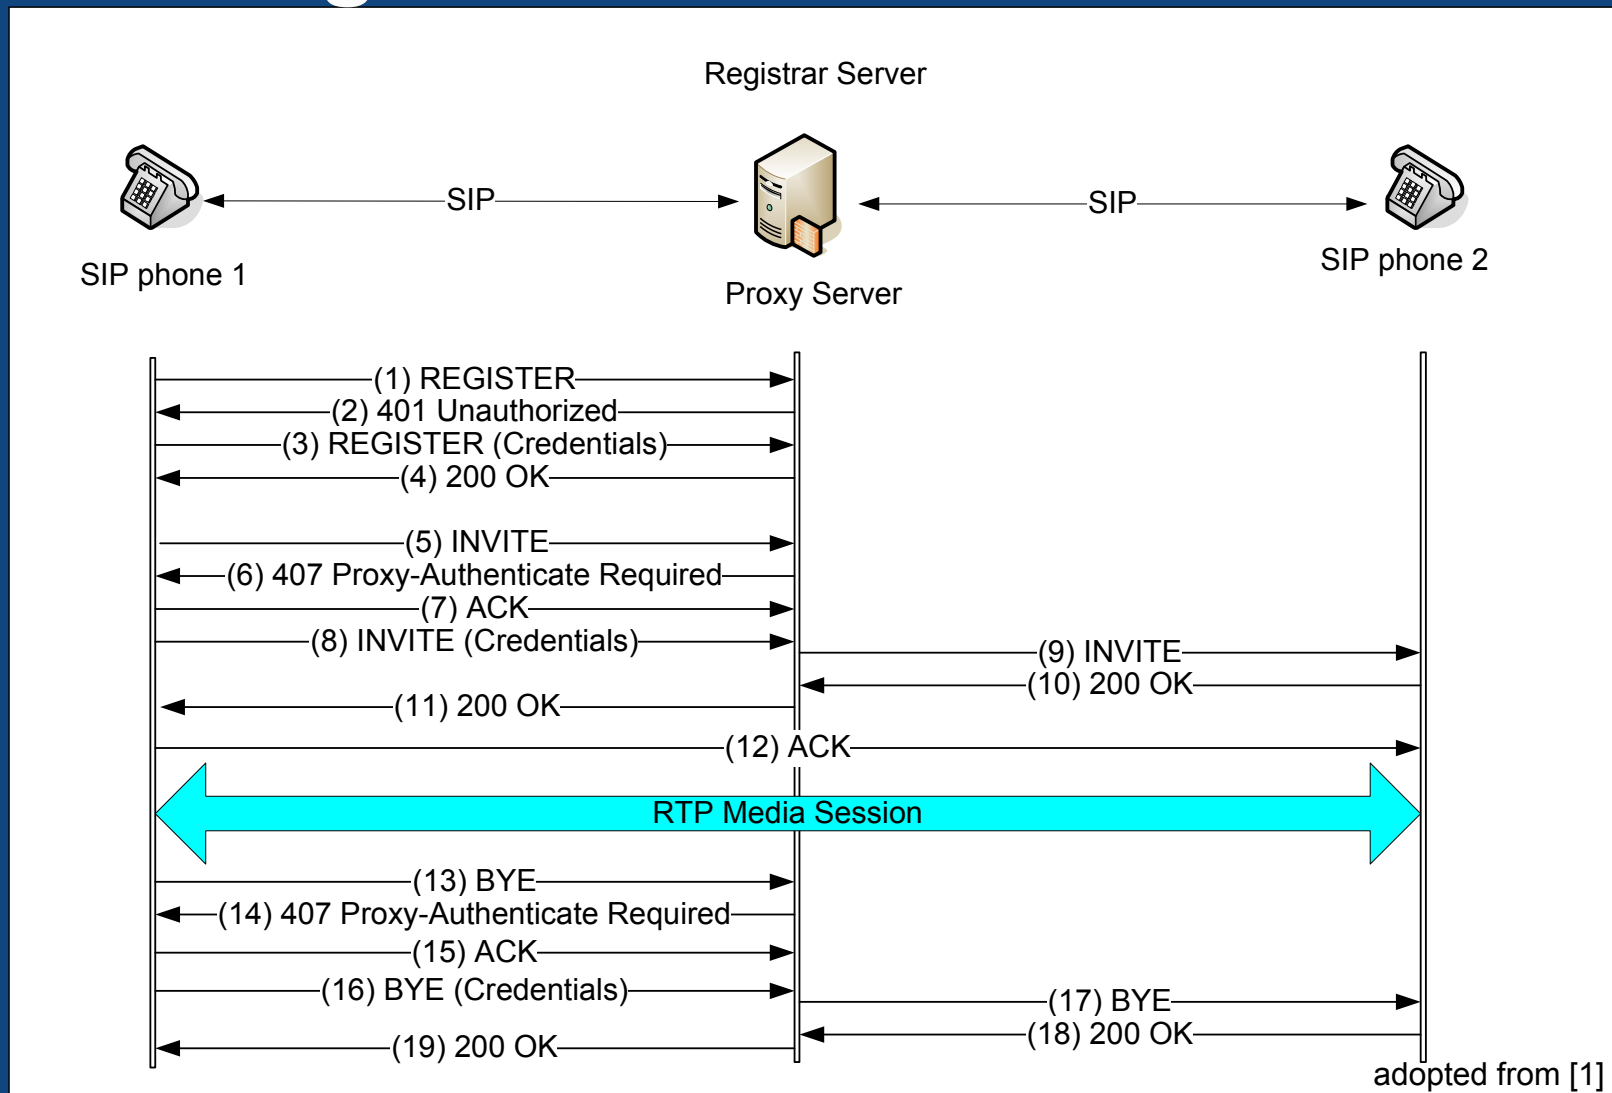 Registrar Server
SIP
SIP
SIP phone 1
SIP phone 2
Proxy Server
(1) REGISTER
(2) 401 Unauthorized
(3) REGISTER (Credentials)
(4) 200 OK
(5) INVITE
(6) 407 Proxy-Authenticate Required
(7) ACK
(8) INVITE (Credentials)
(9) INVITE
(10) 200 OK
(11) 200 OK
(12) ACK
RTP Media Session
(13) BYE
(14) 407 Proxy-Authenticate Required
(15) ACK
(16) BYE (Credentials)
(17) BYE
(18) 200 OK
(19) 200 OK
adopted from [1]